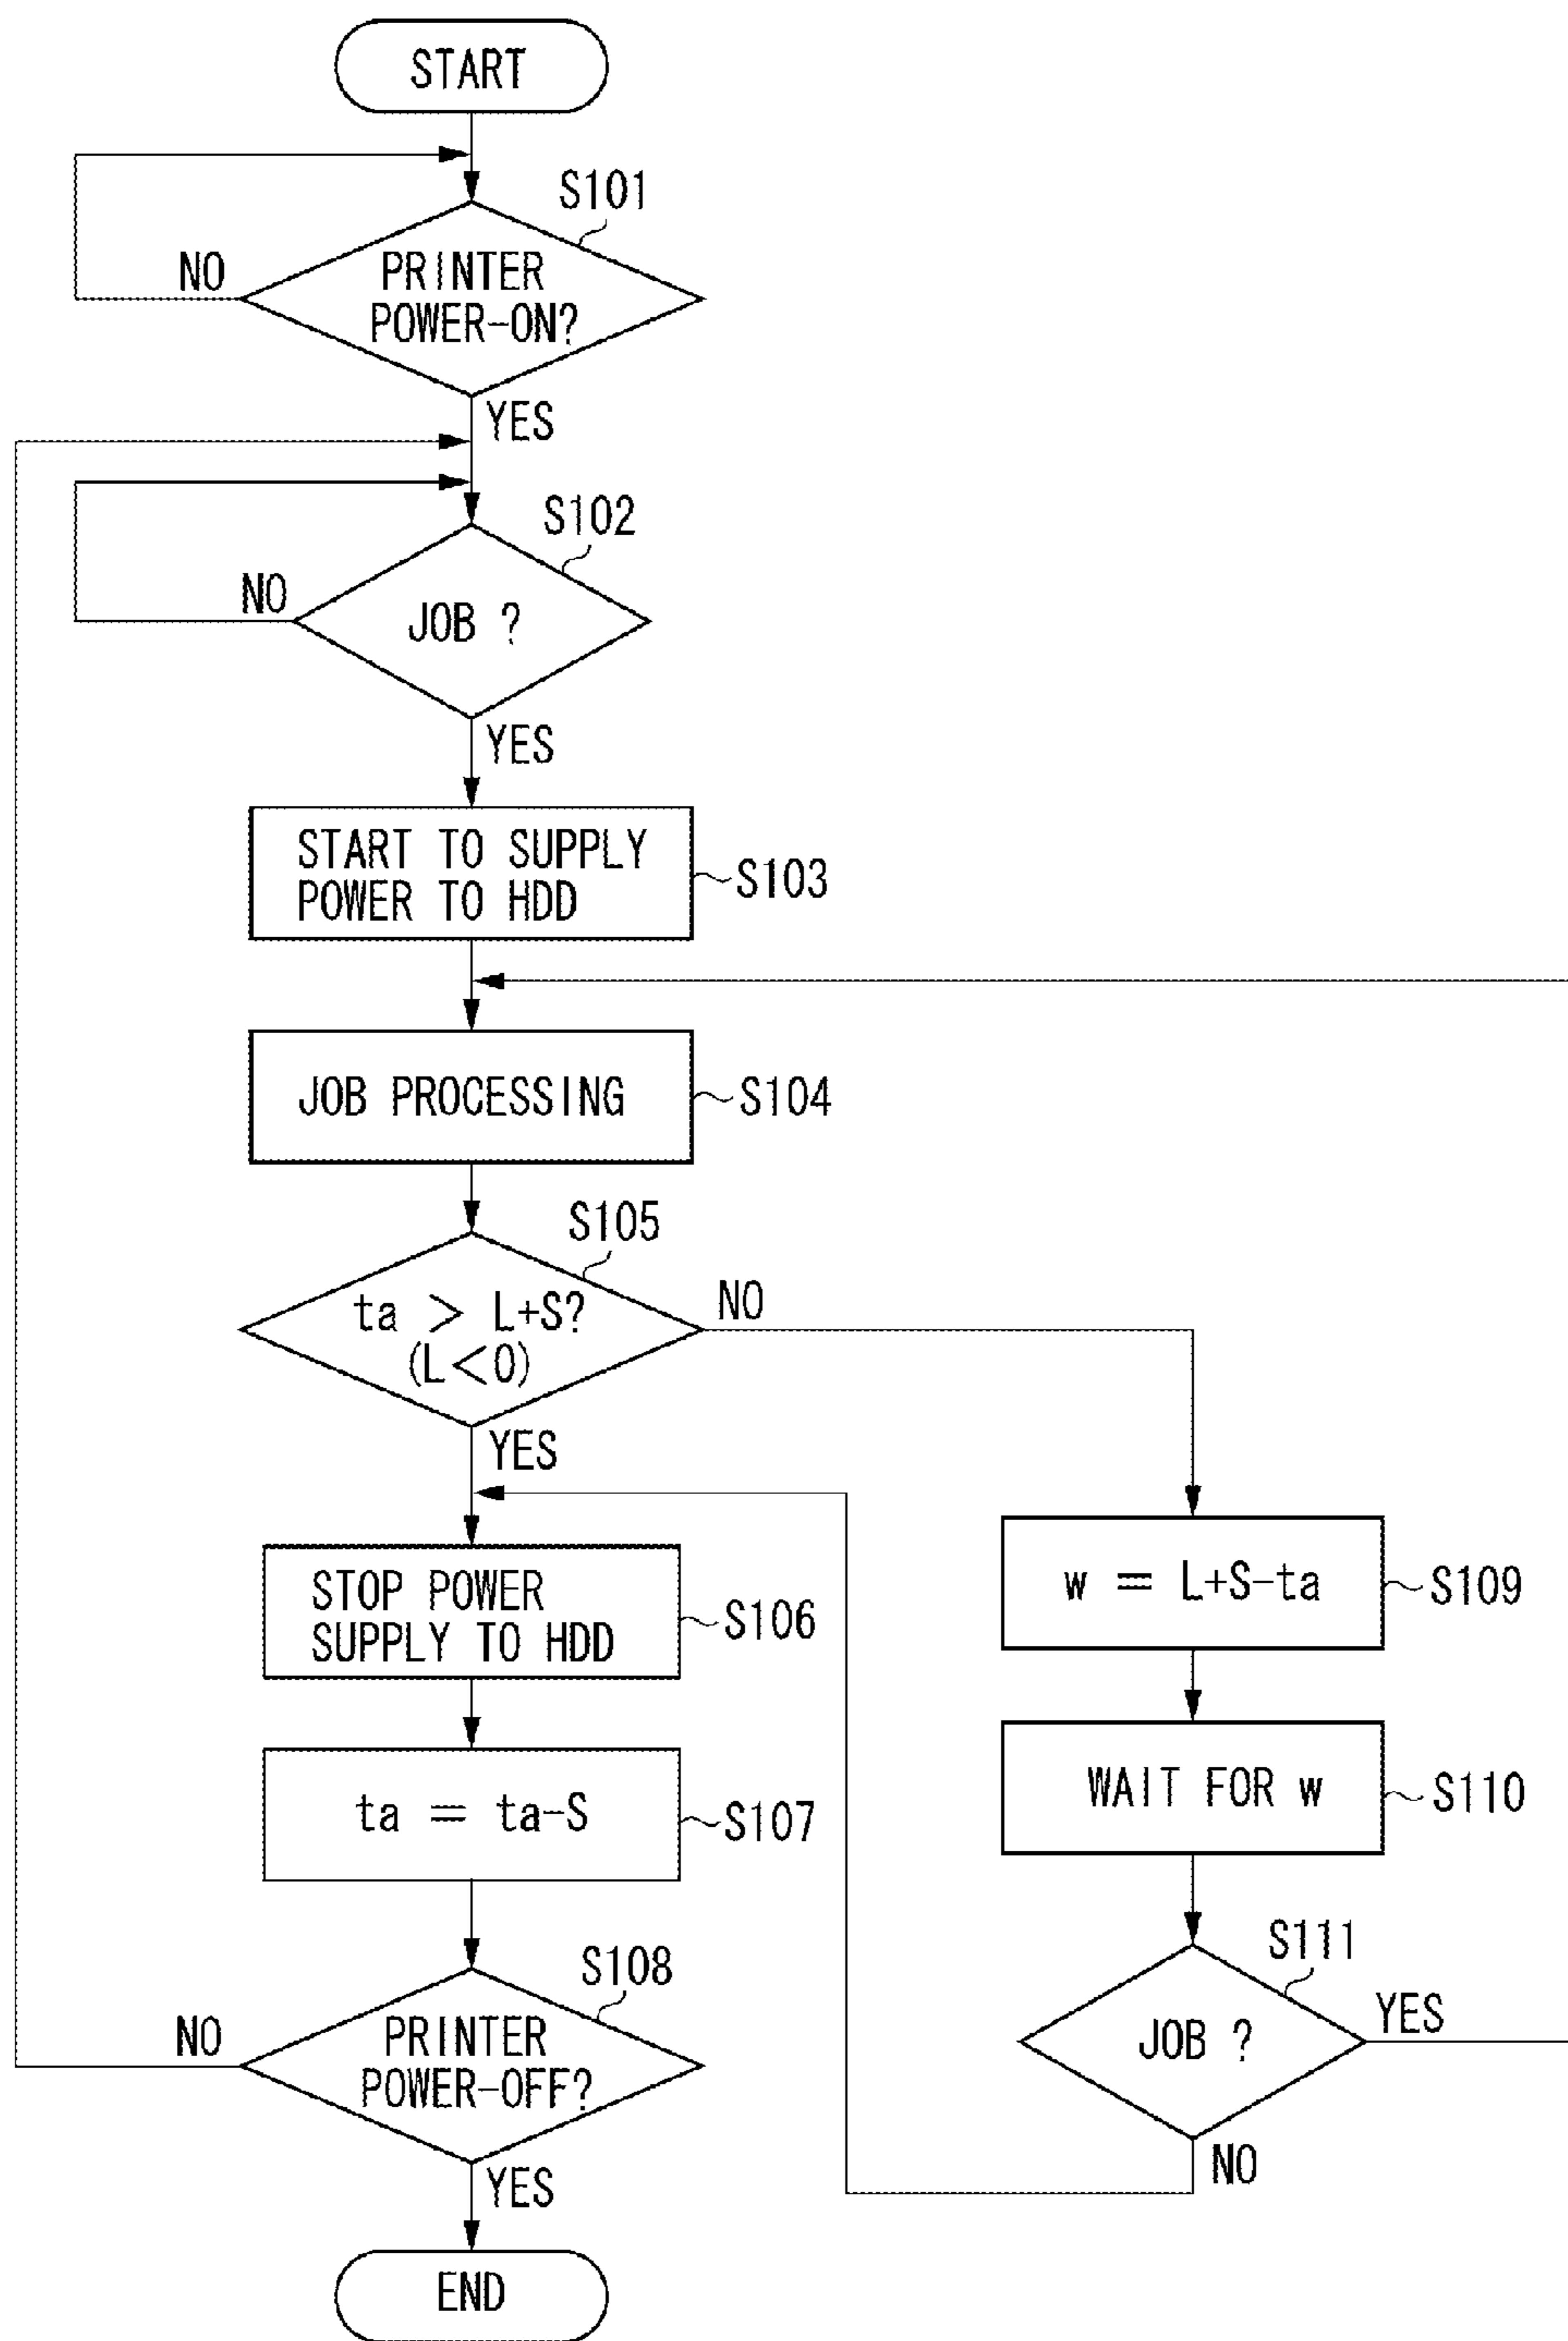 START
S101
NO
PRINTER
POWER-ON?
YES
S102
NO
JOB ?
YES
START TO SUPPLY
POWER TO HDD
S103
JOB PROCESSING
S104
S105
ta > L+S?
(L<0)
NO
YES
STOP POWER
SUPPLY TO HDD
S106
w = L+S-ta
S109
ta = ta-S
S107
WAIT FOR w
S110
S108
NO
PRINTER
POWER-OFF?
YES
S111
JOB ?
YES
NO
END